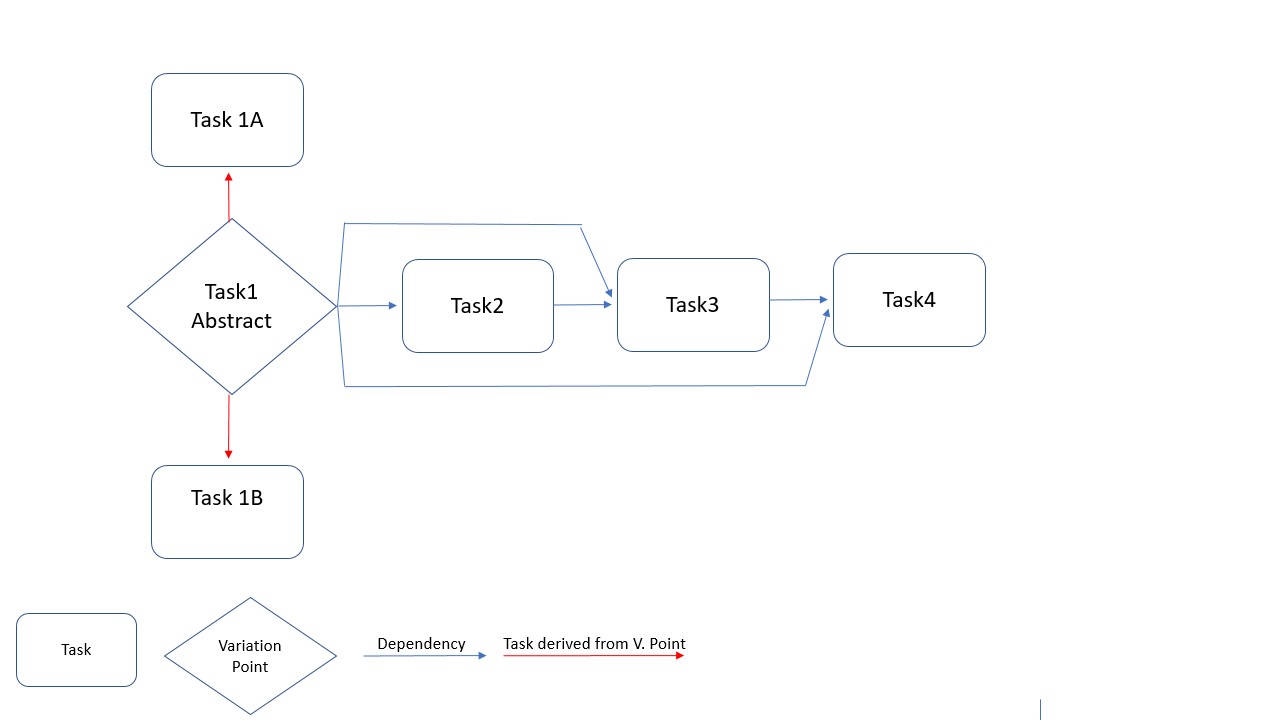 Task 1A
Task1
Abstract
Task2
Task3
Task4
Task 1B
Task
Variation
Point
Dependency
Task derived from V. Point